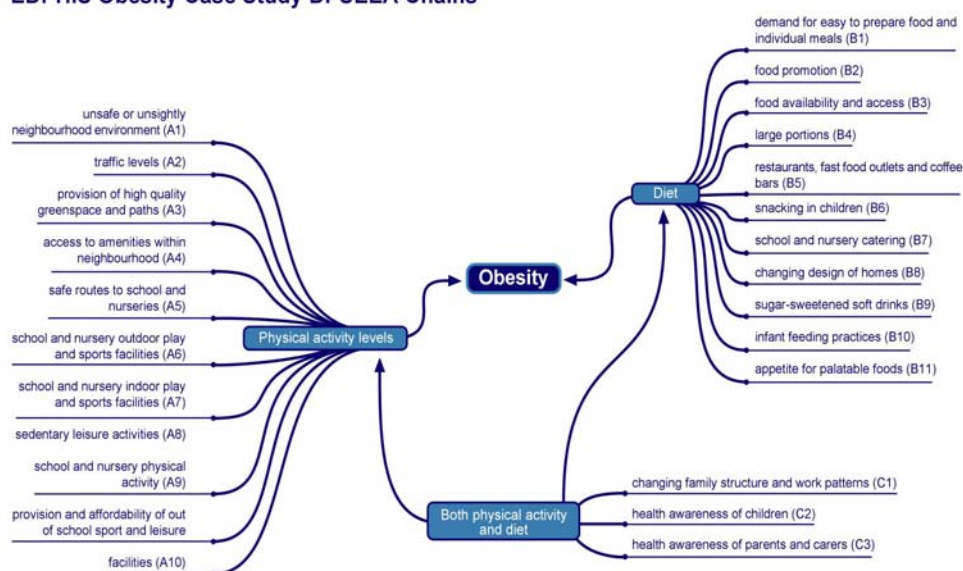 Obesity Case Study Chains
unsafe or unsightly
neighbourhood environment (A1)
traffic levels (A2)
provision of high quality
greenspace and paths (A3)
access to amenities within
neighbourhood (A4)
safe routes to school and
nurseries (A5)
school and nursery outdoor play
and sports facilities (A6)
school and nursery indoor play
and sports facilities (A7)
sedentary leisure activities (A8)
school and nursery physical
activity (A9)
provision and affordability of out
of school sport and leisure
facilities (A10)
Physical activity levels
Obesity
Diet
demand for easy to prepare food and
individual meals (B1)
food promotion (B2)
food availability and access (B3)
large portions (B4)
restaurants, fast food outlets and coffee
bars (B5)
snacking in children (B6)
school and nursery catering (B7)
changing design of homes (B8)
sugar-sweetened soft drinks (B9)
infant feeding practices (B10)
appetite for palatable foods (B11)
Both physical activity
and diet
changing family structure and work patterns (C1)
health awareness of children (C2)
health awareness of parents and carers (C3)